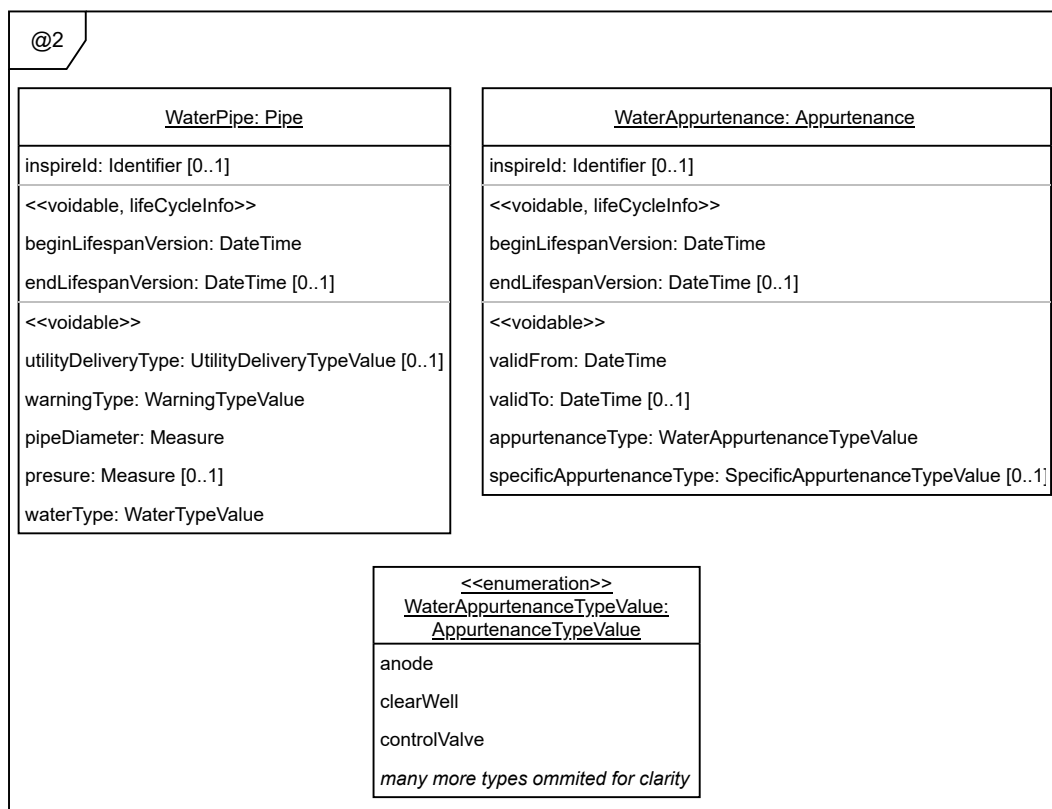 @2
WaterPipe: Pipe
inspireId: Identifier [0..1]
<<voidable, lifeCycleInfo>>
beginLifespanVersion: DateTime
endLifespanVersion: DateTime [0..1]
<<voidable>>
utilityDeliveryType: UtilityDeliveryTypeValue [0..1]
warningType: WarningTypeValue
pipeDiameter: Measure
presure: Measure [0..1]
waterType: WaterTypeValue
WaterAppurtenance: Appurtenance
inspireId: Identifier [0..1]
<<voidable, lifeCycleInfo>>
beginLifespanVersion: DateTime
endLifespanVersion: DateTime [0..1]
<<voidable>>
validFrom: DateTime
validTo: DateTime [0..1]
appurtenanceType: WaterAppurtenanceTypeValue
specificAppurtenanceType: SpecificAppurtenanceTypeValue [0..1]
<<enumeration>>
WaterAppurtenanceTypeValue:
AppurtenanceTypeValue
anode
clearWell
controlValve
many more types ommited for clarity